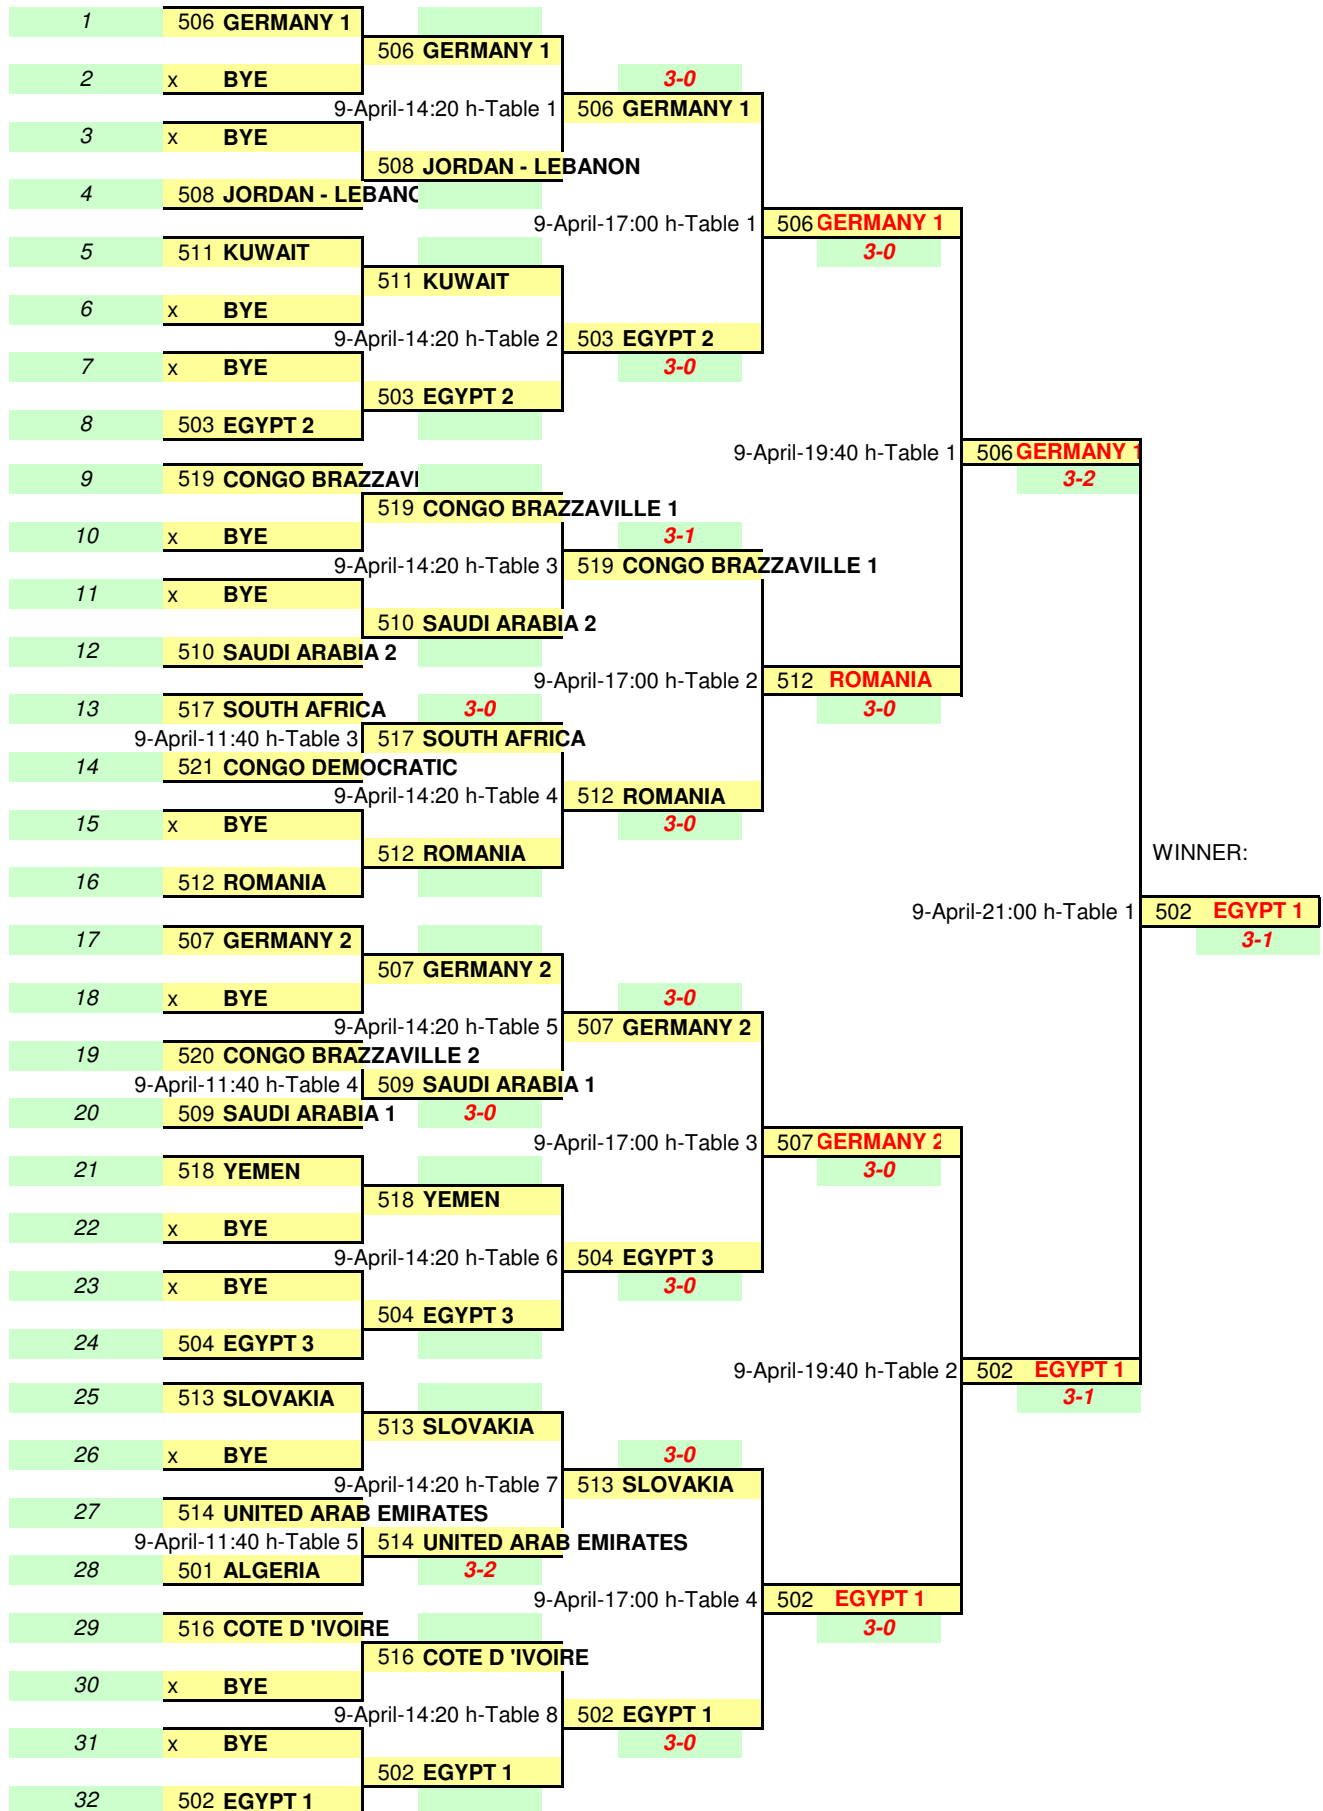 1 506 GERMANY 1
506 GERMANY 1
2 x BYE 3-0
9-April-14:20 h-Table 1 506 GERMANY 1
3 x BYE
508 JORDAN - LEBANON
4 508 JORDAN - LEBANO
9-April-17:00 h-Table 1 506 GERMANY 1
5 511 KUWAIT 3-0
511 KUWAIT
6 x BYE
9-April-14:20 h-Table 2 503 EGYPT 2
7 x BYE 3-0
503 EGYPT 2
8 503 EGYPT 2
9-April-19:40 h-Table 1 506 GERMANY 1
9 519 CONGO BRAZZAVI 3-2
519 CONGO BRAZZAVILLE 1
10 x BYE 3-1
9-April-14:20 h-Table 3 519 CONGO BRAZZAVILLE 1
11 x BYE
510 SAUDI ARABIA 2
12 510 SAUDI ARABIA 2
9-April-17:00 h-Table 2 512 ROMANIA
13 517 SOUTH AFRICA 3-0 3-0
9-April-11:40 h-Table 3 517 SOUTH AFRICA
14 521 CONGO DEMOCRATIC
9-April-14:20 h-Table 4 512 ROMANIA
15 x BYE 3-0
512 ROMANIA WINNER:
16 512 ROMANIA
9-April-21:00 h-Table 1 502 EGYPT 1
17 507 GERMANY 2 3-1
507 GERMANY 2
18 x BYE 3-0
9-April-14:20 h-Table 5 507 GERMANY 2
19 520 CONGO BRAZZAVILLE 2
9-April-11:40 h-Table 4 509 SAUDI ARABIA 1
20 509 SAUDI ARABIA 1 3-0
9-April-17:00 h-Table 3 507 GERMANY 2
21 518 YEMEN 3-0
518 YEMEN
22 x BYE
9-April-14:20 h-Table 6 504 EGYPT 3
23 x BYE 3-0
504 EGYPT 3
24 504 EGYPT 3
9-April-19:40 h-Table 2 502 EGYPT 1
25 513 SLOVAKIA 3-1
513 SLOVAKIA
26 x BYE 3-0
9-April-14:20 h-Table 7 513 SLOVAKIA
27 514 UNITED ARAB EMIRATES
9-April-11:40 h-Table 5 514 UNITED ARAB EMIRATES
28 501 ALGERIA 3-2
9-April-17:00 h-Table 4 502 EGYPT 1
29 516 COTE D 'IVOIRE 3-0
516 COTE D 'IVOIRE
30 x BYE
9-April-14:20 h-Table 8 502 EGYPT 1
31 x BYE 3-0
502 EGYPT 1
32 502 EGYPT 1